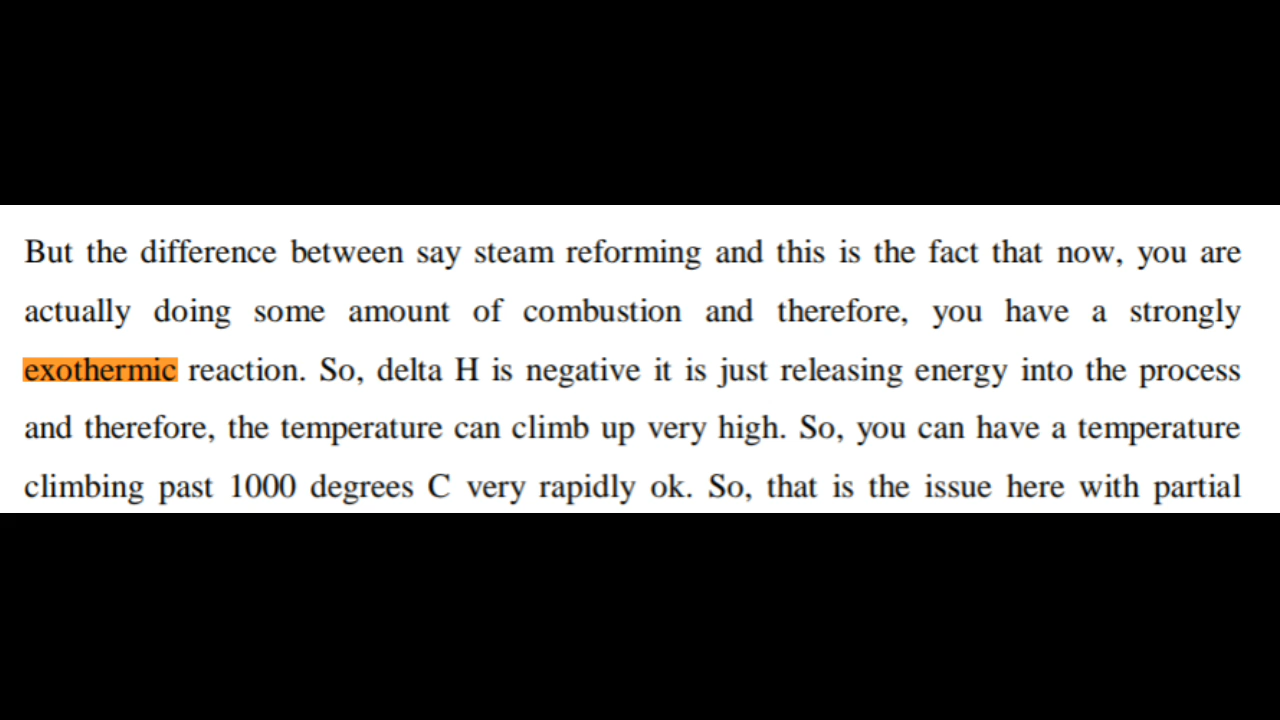 But the difference between say steam reforming and this is the fact that now, you are
actually doing some amount of combustion and therefore, you have a strongly
exothermic reaction. So, delta H is negative it is just releasing energy into the process
and therefore, the temperature can climb up very high. So, you can have a temperature
climbing past 1000 degrees C very rapidly ok. So, that is the issue here with partial